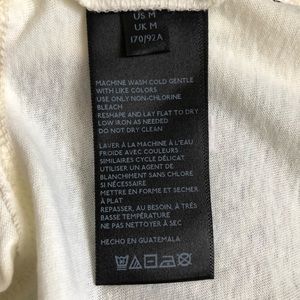 US M
UK M
170/92A
MACHINE WASH COLD GENTLE
WITH LIKE COLORS
USE ONLY NON-CHLORINE
BLEACH
RESHAPE AND LAY FLAT TO DRY
LOW IRON AS NEEDED
DO NOT DRY CLEAN
LAVER À LA MACHINE À L'EAU
FROIDE AVEC COULEURS
SIMILAIRES CYCLE DÉLICAT
UTILISER UN AGENT DE
BLANCHIMENT SANS CHLORE
SI NÉCESSAIRE
METTRE EN FORME ET SÉCHER
À PLAT
REPASSER, AU BESOIN, À TRÈS
BASSE TEMPÉRATURE
NE PAS NETTOYER À SEC
HECHO EN GUATEMALA